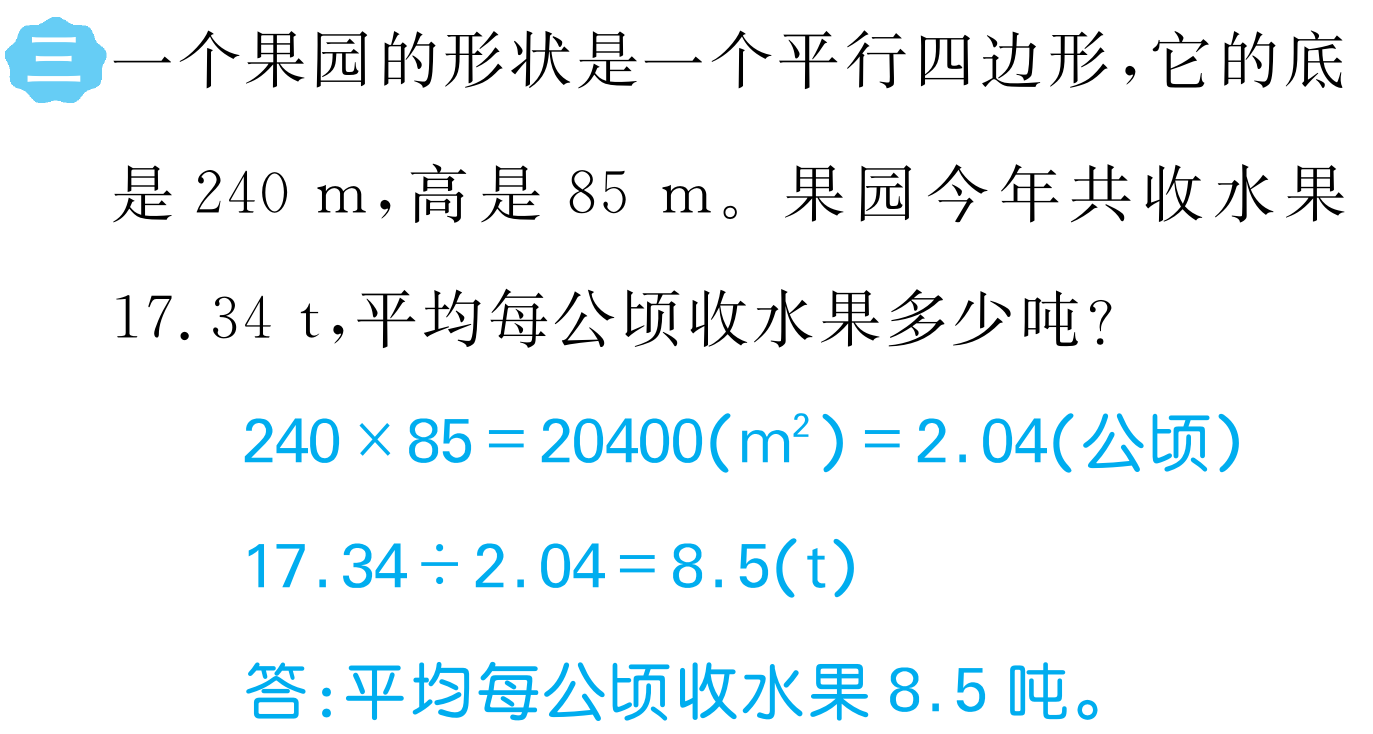 三 一个果园的形状是一个平行四边形,它的底
是 240 m,高是 85 m。果园今年共收水果
17.34 t,平均每公顷收水果多少吨?
240×85=20400(m²)=2.04(公顷)
17.34÷2.04=8.5(t)
答:平均每公顷收水果 8.5 吨。